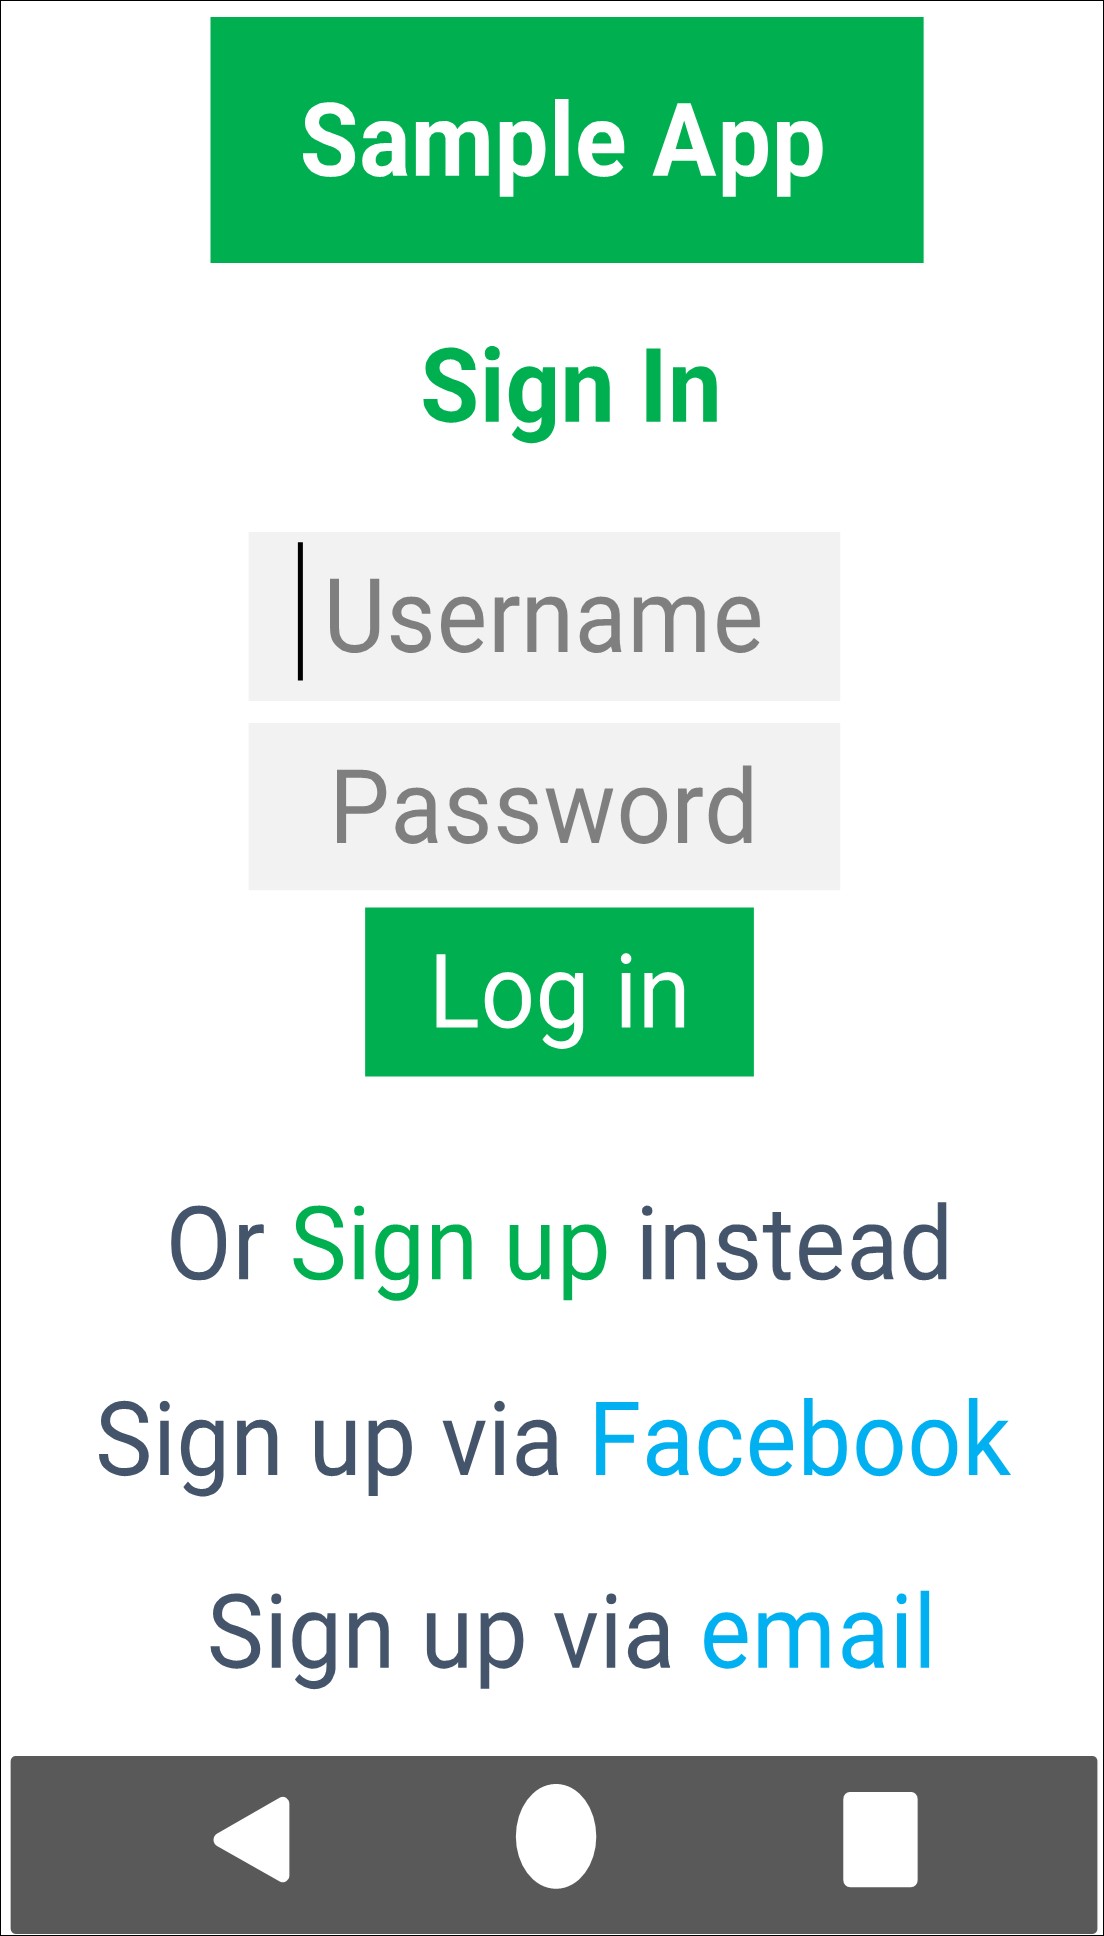 Sample App
Sign In
Username
Password
Log in
Or Sign up instead
Sign up via Facebook
Sign up via email